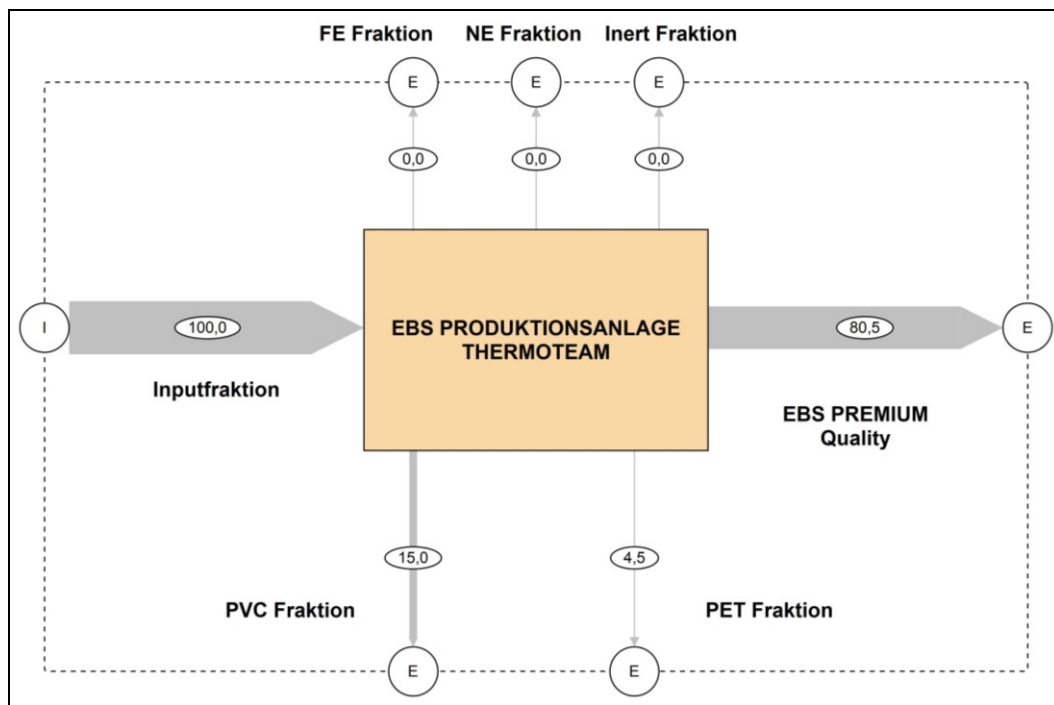 FE Fraktion NE Fraktion Inert Fraktion
E E E
0,0 0,0 0,0
I 100,0 EBS PRODUKTIONSANLAGE 80,5 E
THERMOTEAM
Inputfraktion
EBS PREMIUM
Quality
15,0 4,5
PVC Fraktion PET Fraktion
E E